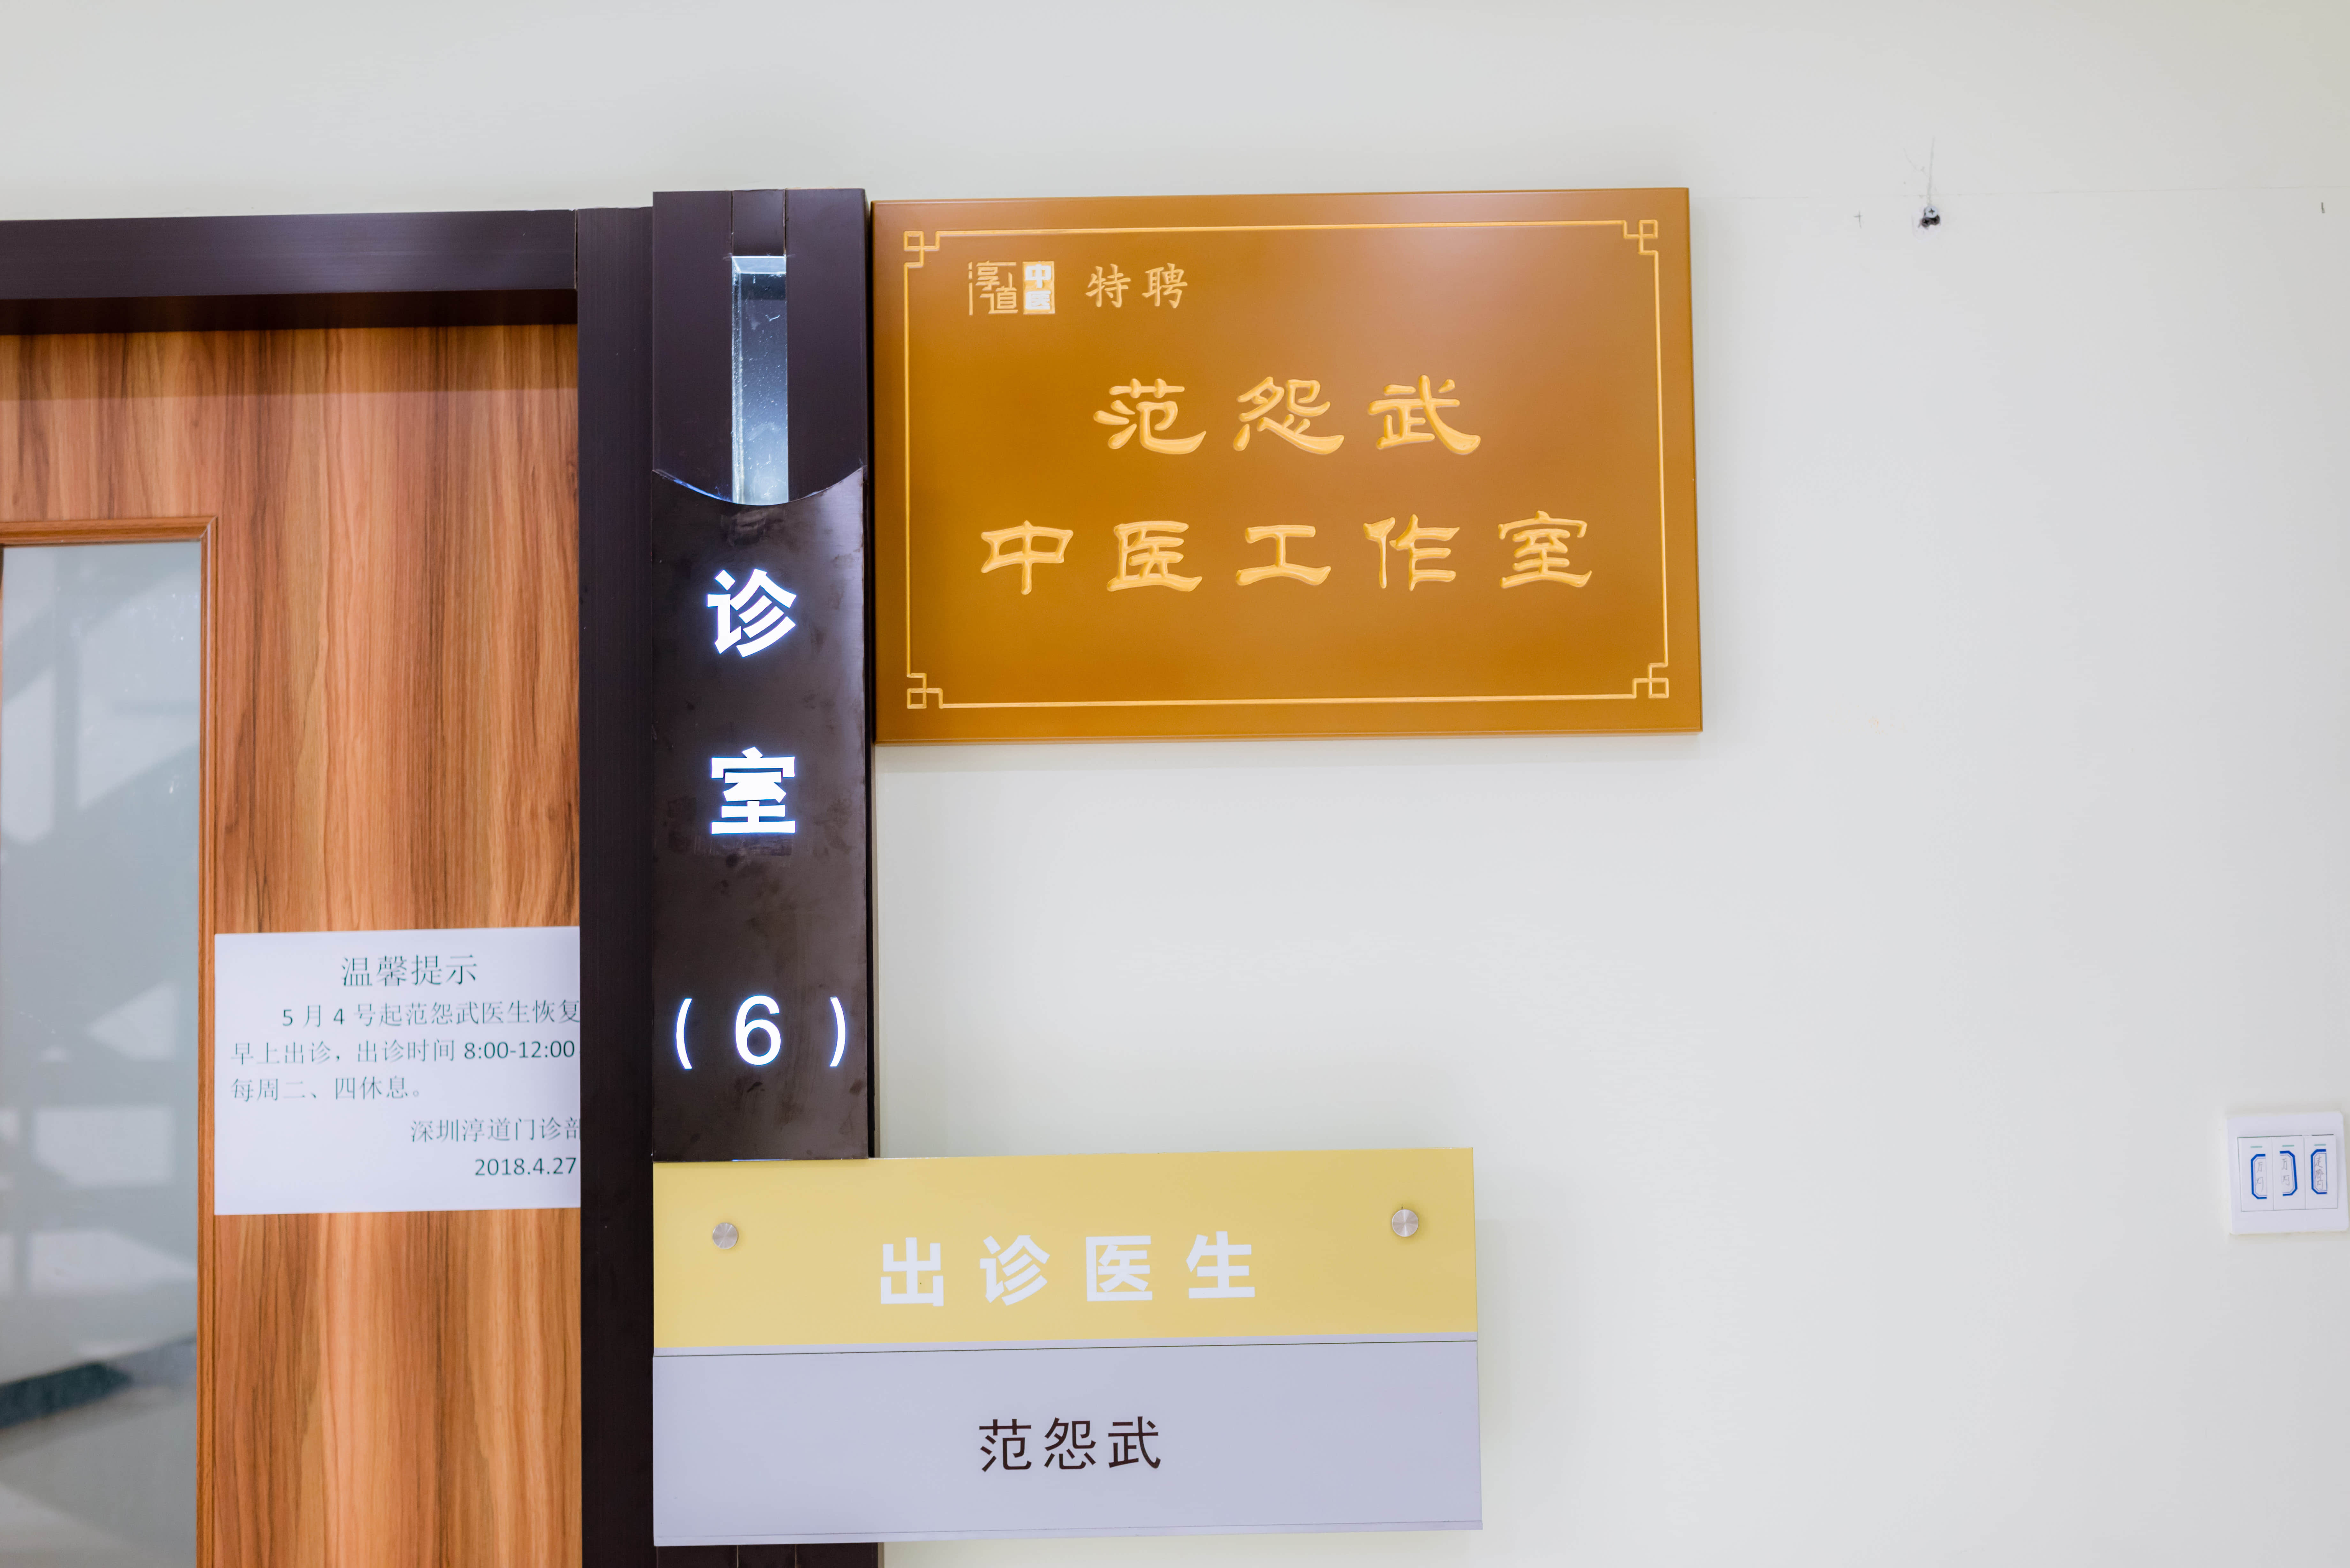 淳道 中医 特聘
范怨武
中医工作室
诊
室
(6)
温馨提示
5月4号起范怨武医生恢复
早上出诊，出诊时间 8:00-12:00
每周二、四休息。
深圳淳道门诊部
2018.4.27
出诊医生
范怨武